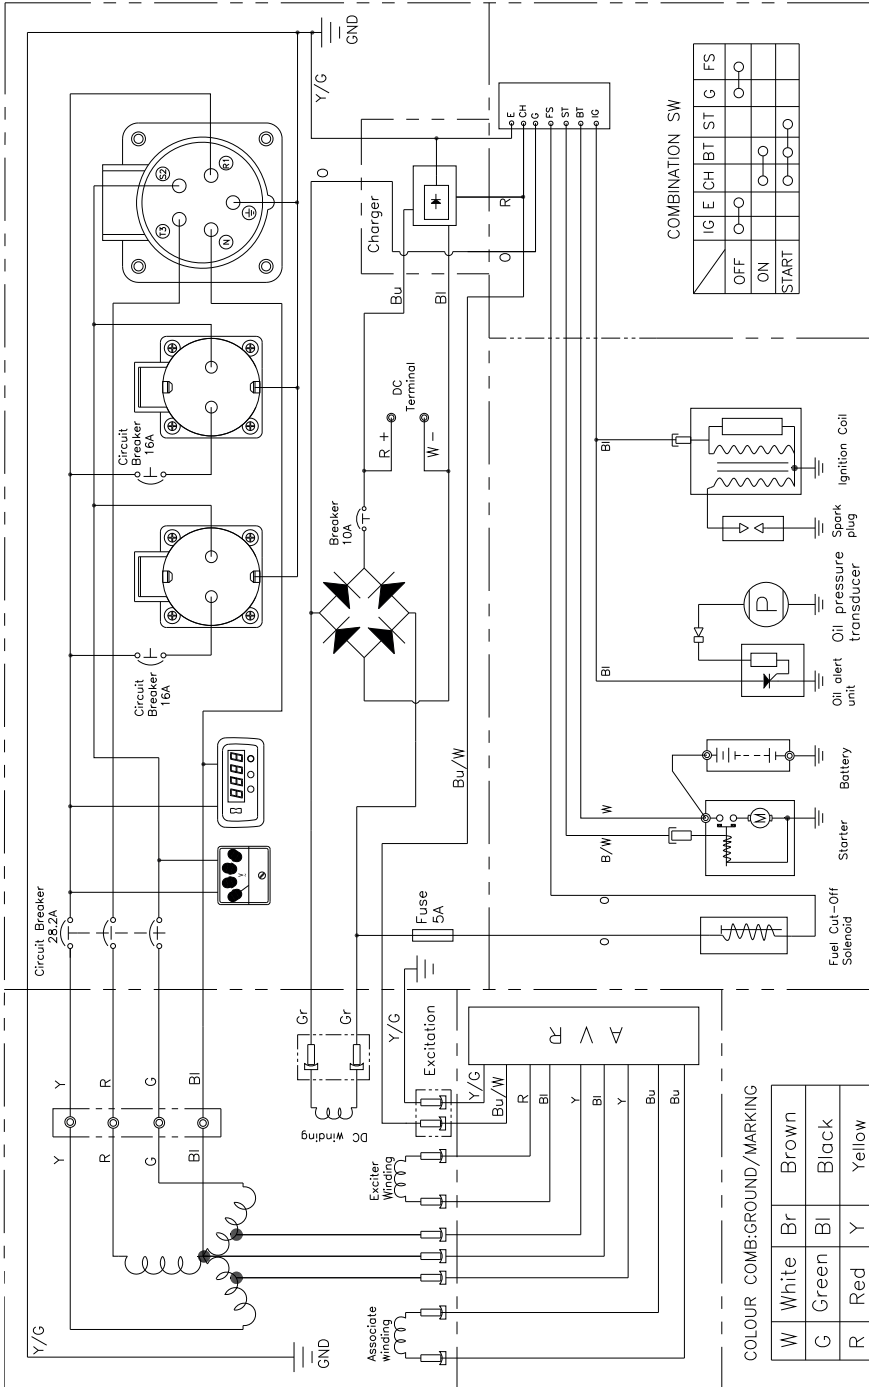 Y/G
GND
Y/G
O
S2
R1
T3
N
Circuit
Breaker
16A
Circuit
Breaker
16A
Circuit Breaker
28.2A
V
~
Y
R
G
Bl
Y
R
G
Bl
Y/G
GND
Charger
Bu
Bl
R
O
DC
Terminal
R +
W -
Breaker
10A
Bu/W
Fuse
5A
Gr
Gr
DC winding
Y/G
Excitation
Exciter
Winding
Associate
winding
AVR
Y/G
Bu/W
R
Bl
Y
Bl
Y
Bu
Bu
E
CH
G
FS
ST
BT
IG
Bl
Bl
W
B/W
O
O
Ignition Coil
Spark
plug
P
Oil pressure
transducer
Oil alert
unit
Battery
M
Starter
Fuel Cut-Off
Solenoid
COMBINATION SW
IG E CH BT ST G FS
OFF
ON
START
COLOUR COMB:GROUND/MARKING
W White Br Brown
G Green Bl Black
R Red Y Yellow